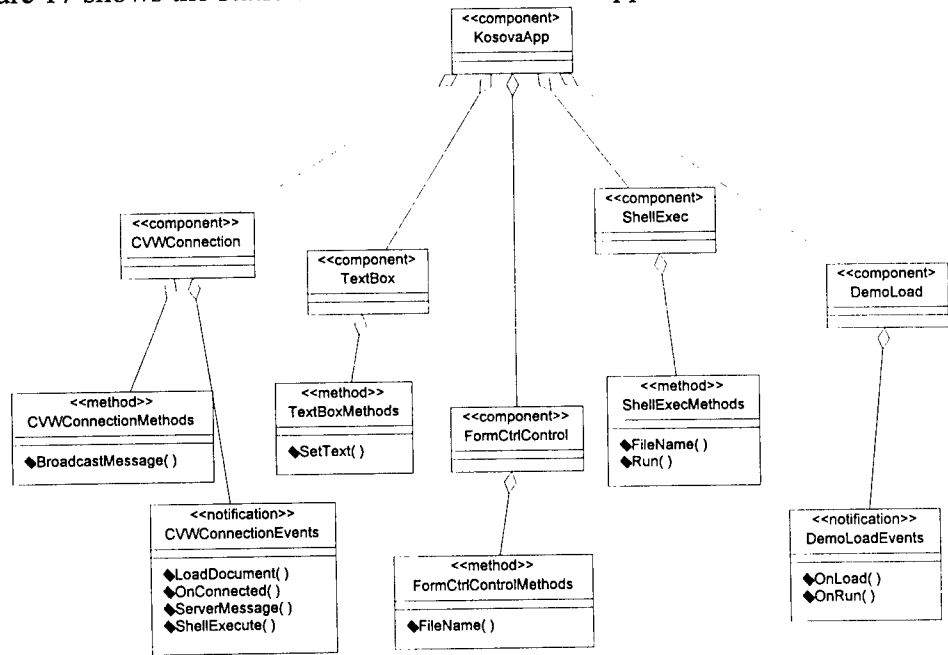 <<component>
KosovaApp
<<component>
ShellExec
<<component>>
CVWConnection
<<component>
TextBox
<<component>
DemoLoad
<<method>>
CVWConnectionMethods
◆BroadcastMessage( )
<<method>>
TextBoxMethods
◆SetText( )
<<component>>
FormCtrlControl
<<method>>
ShellExecMethods
◆FileName( )
◆Run( )
<<notification>>
CVWConnectionEvents
◆LoadDocument( )
◆OnConnected( )
◆ServerMessage( )
◆ShellExecute( )
<<method>>
FormCtrlControlMethods
◆FileName( )
<<notification>>
DemoLoadEvents
◆OnLoad( )
◆OnRun( )